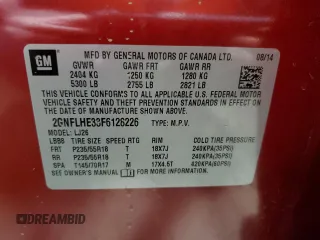 GM
MFD BY GENERAL MOTORS OF CANADA LTD. 08/14
GVWR GAWR FRT GAWR RR
2404 KG 1250 KG 1280 KG
5300 LB 2755 LB 2821 LB
THIS VEHICLE CONFORMS TO ALL APPLICABLE U.S. FEDERAL MOTOR VEHICLE SAFETY, BUMPER, AND THEFT PREVENTION STANDARDS IN EFFECT ON THE DATE OF MANUFACTURE SHOWN ABOVE.
2GNFLHE33F6126226 TYPE: M.P.V.
MODEL: LJ26
TIRE SIZE SPEED RTG RIM COLD TIRE PRESSURE
FRT P235/55R18 T 18X7J 240KPA(35PSI)
RR P235/55R18 T 18X7J 240KPA(35PSI)
SPA T145/70R17 M 17X4.5T 420KPA(60PSI)
SEE OWNER'S MANUAL FOR ADDITIONAL INFORMATION.
AUTOBIDMASTER